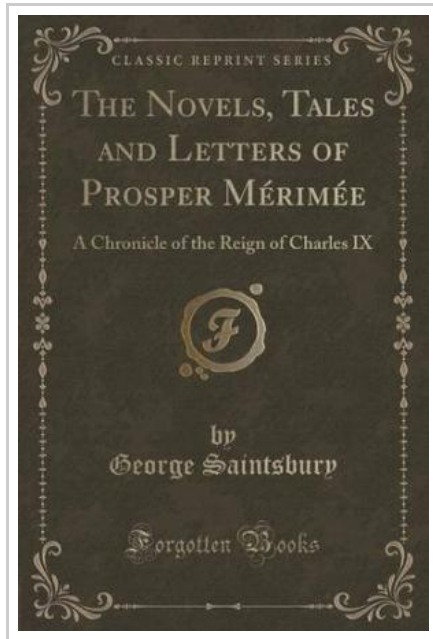 CLASSIC REPRINT SERIES
THE NOVELS, TALES
AND LETTERS OF
PROSPER MÉRIMÉE
A Chronicle of the Reign of Charles IX
F
by
George Saintsbury
Forgotten Books